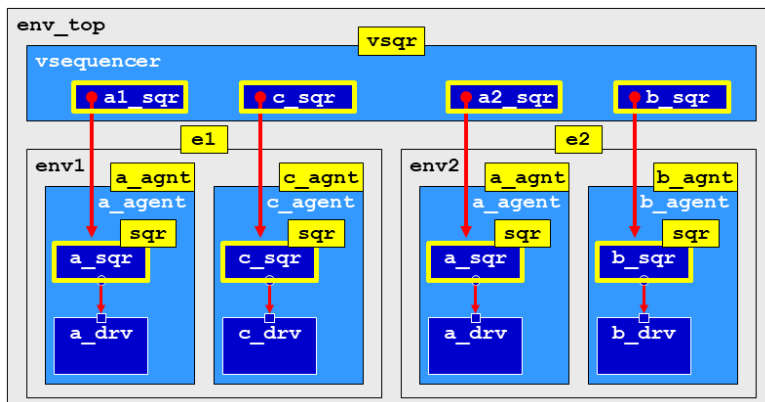 env_top
vsqr
vsequencer
a1_sqr c_sqr a2_sqr b_sqr
e1 e2
env1 a_agnt c_agnt env2 a_agnt b_agnt
a_agent c_agent a_agent b_agent
sqr sqr sqr sqr
a_sqr c_sqr a_sqr b_sqr
a_drv c_drv a_drv b_drv